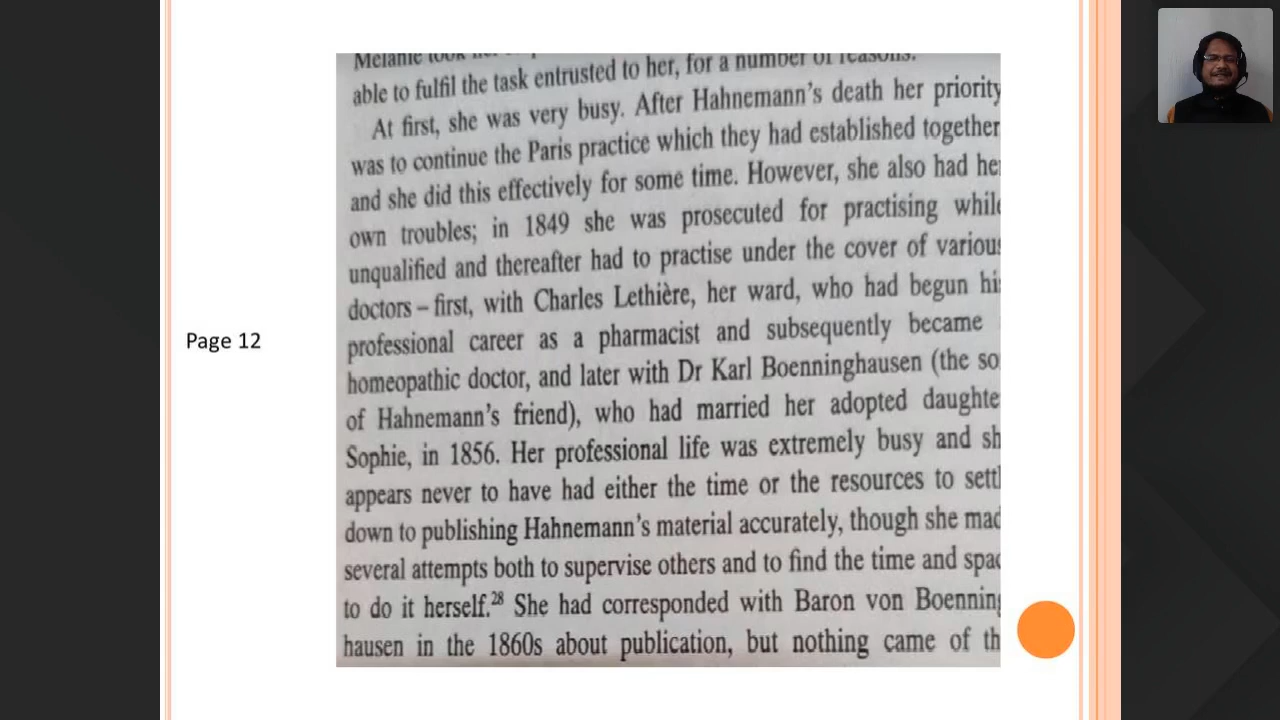 Page 12
able to fulfil the task entrusted to her, for a number of reasons.
At first, she was very busy. After Hahnemann's death her priority
was to continue the Paris practice which they had established together
and she did this effectively for some time. However, she also had he
own troubles; in 1849 she was prosecuted for practising whil
unqualified and thereafter had to practise under the cover of various
doctors – first, with Charles Lethière, her ward, who had begun hi
professional career as a pharmacist and subsequently became
homeopathic doctor, and later with Dr Karl Boenninghausen (the so
of Hahnemann's friend), who had married her adopted daughte
Sophie, in 1856. Her professional life was extremely busy and sh
appears never to have had either the time or the resources to settl
down to publishing Hahnemann's material accurately, though she mad
several attempts both to supervise others and to find the time and spac
to do it herself.28 She had corresponded with Baron von Boenning
hausen in the 1860s about publication, but nothing came of th